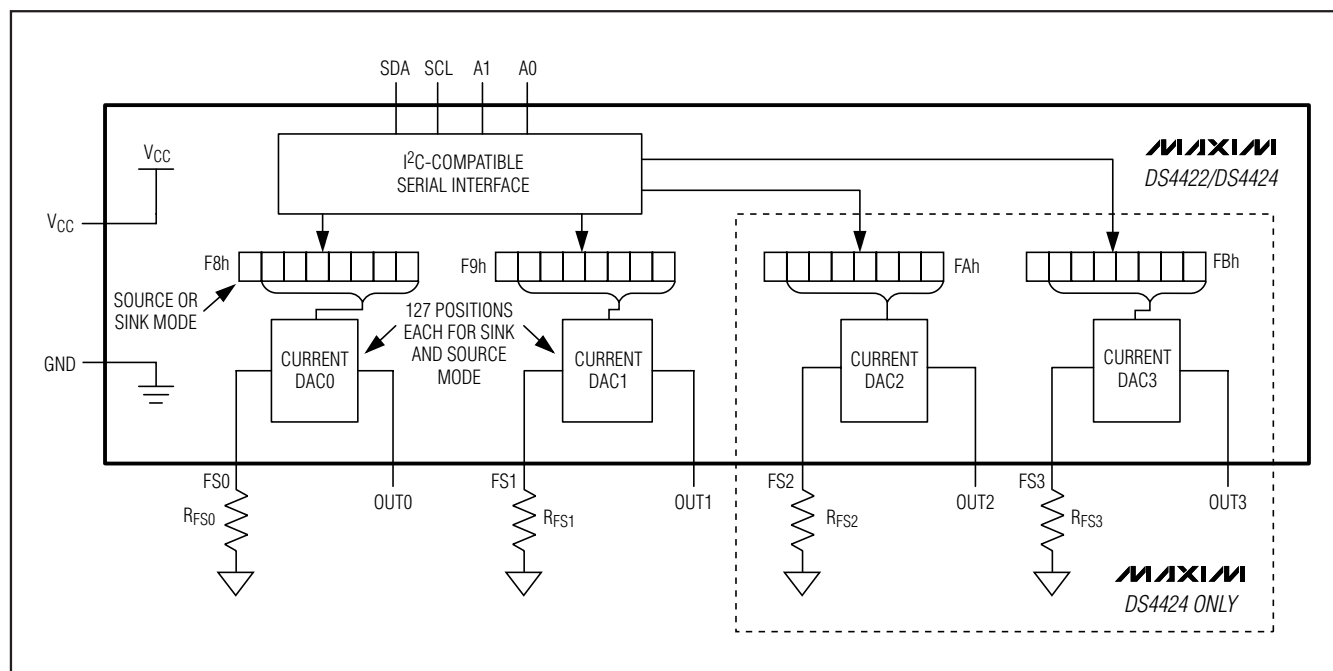 SDA SCL A1 A0
VCC
VCC
GND
I²C-COMPATIBLE
SERIAL INTERFACE
MAXIM
DS4422/DS4424
F8h
F9h
FAh
FBh
SOURCE OR
SINK MODE
127 POSITIONS
EACH FOR SINK
AND SOURCE
MODE
CURRENT
DAC0
CURRENT
DAC1
CURRENT
DAC2
CURRENT
DAC3
FS0
RFS0
OUT0
FS1
RFS1
OUT1
FS2
RFS2
OUT2
FS3
RFS3
OUT3
MAXIM
DS4424 ONLY